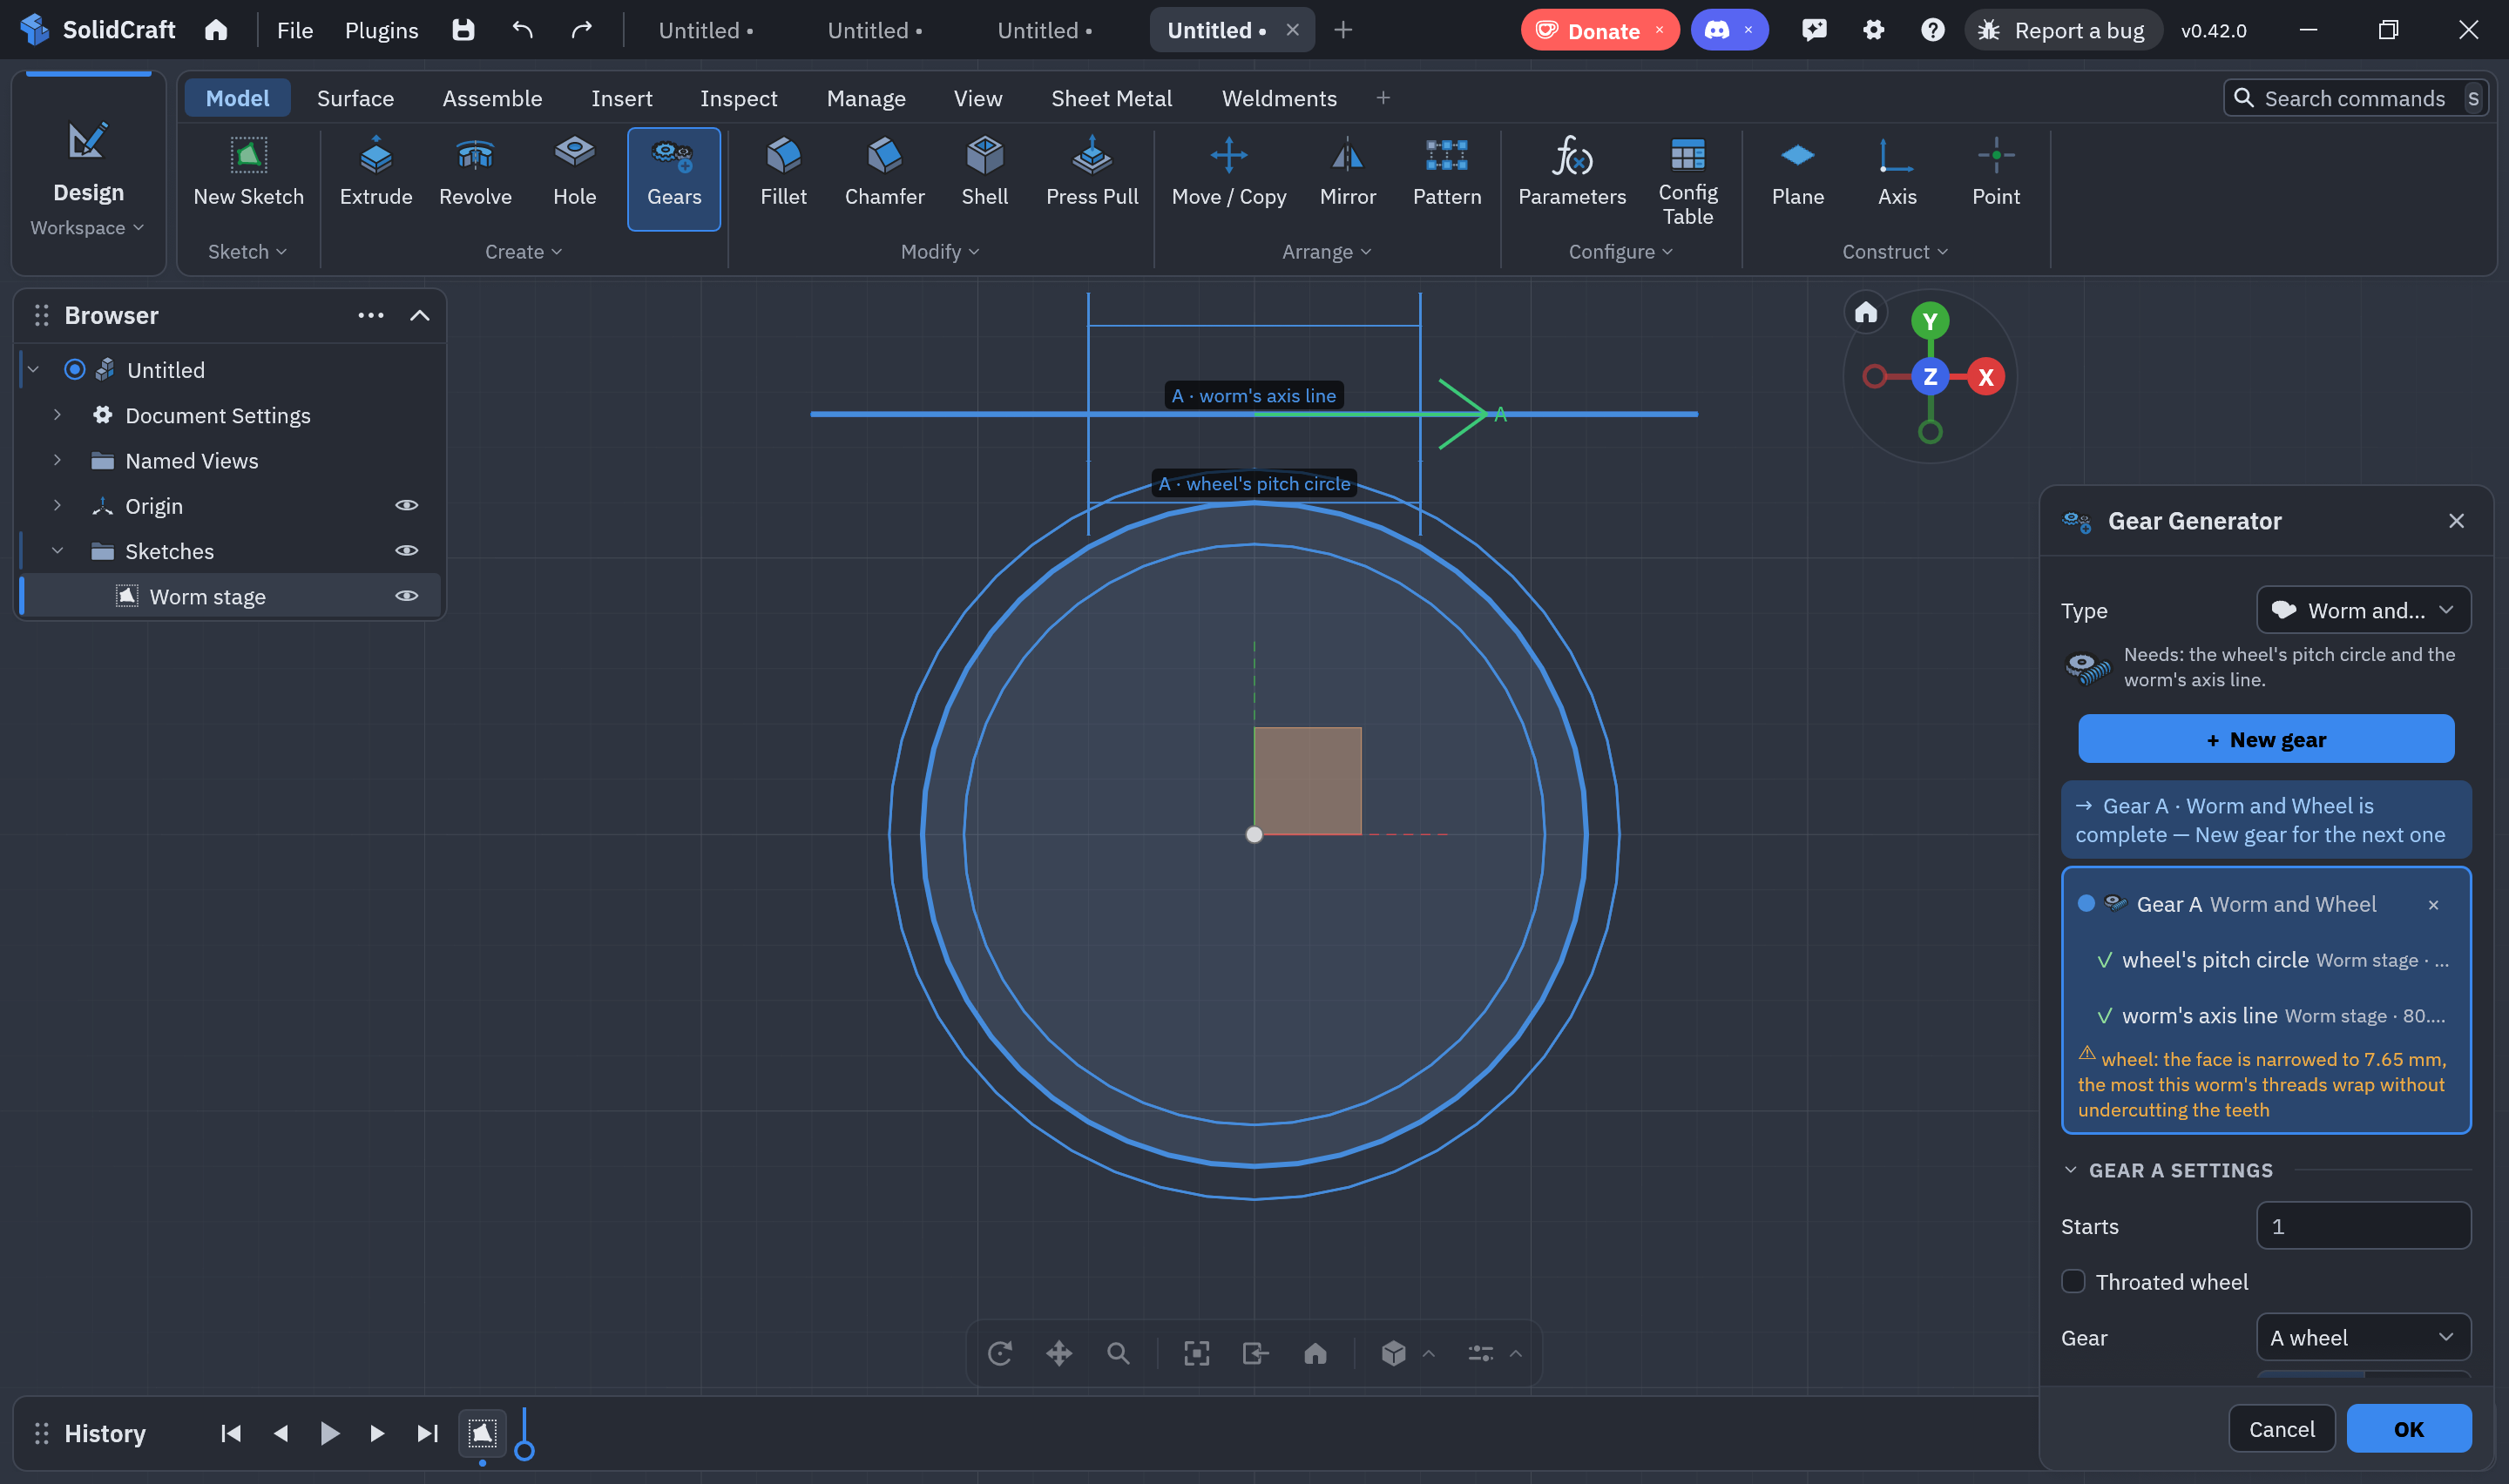 SolidCraft
File
Plugins
Untitled •
Untitled •
Untitled •
Untitled •
Donate
Report a bug
v0.42.0
Design
Workspace
Model
Surface
Assemble
Insert
Inspect
Manage
View
Sheet Metal
Weldments
Search commands
S
New Sketch
Extrude
Revolve
Hole
Gears
Fillet
Chamfer
Shell
Press Pull
Move / Copy
Mirror
Pattern
Parameters
Config
Table
Plane
Axis
Point
Sketch
Create
Modify
Arrange
Configure
Construct
Browser
Untitled
Document Settings
Named Views
Origin
Sketches
Worm stage
A · worm's axis line
A
A · wheel's pitch circle
Y
Z
X
Gear Generator
Type
Worm and...
Needs: the wheel's pitch circle and the
worm's axis line.
+ New gear
→ Gear A · Worm and Wheel is
complete — New gear for the next one
Gear A Worm and Wheel
wheel's pitch circle Worm stage · ...
worm's axis line Worm stage · 80....
wheel: the face is narrowed to 7.65 mm,
the most this worm's threads wrap without
undercutting the teeth
GEAR A SETTINGS
Starts
1
Throated wheel
Gear
A wheel
Cancel
OK
History